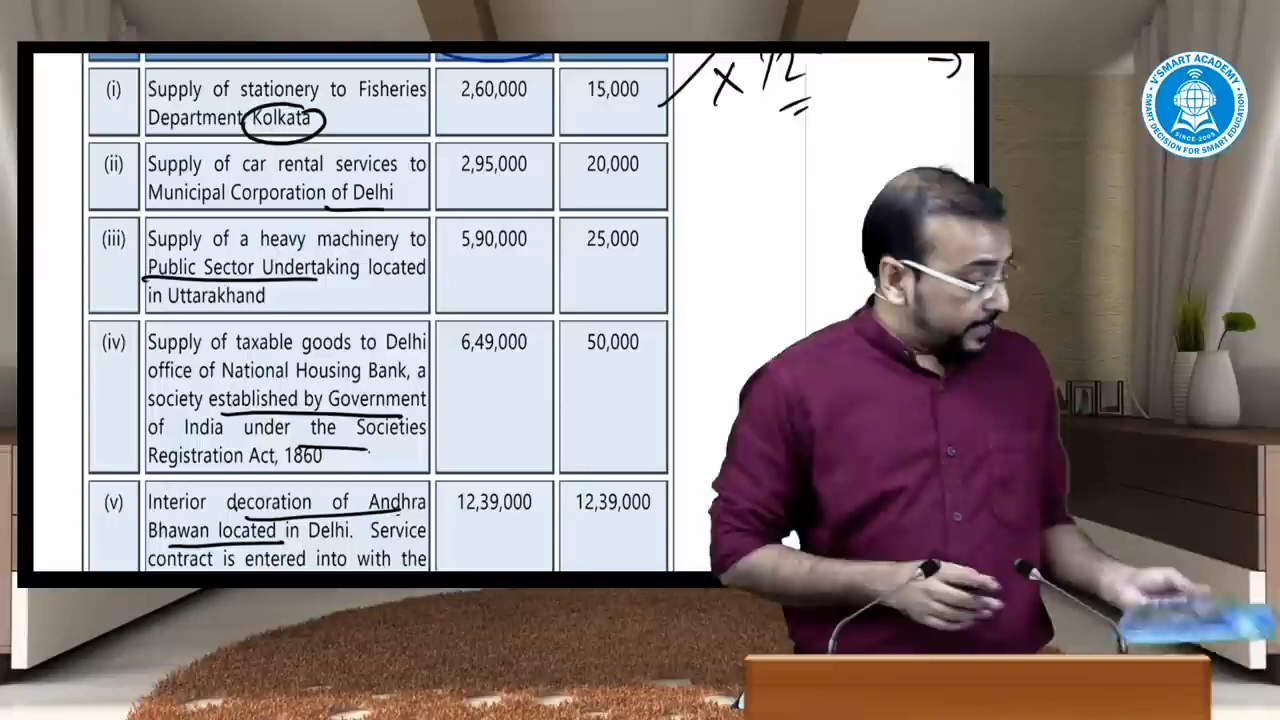 (i) Supply of stationery to Fisheries 2,60,000 15,000
Department, Kolkata
(ii) Supply of car rental services to 2,95,000 20,000
Municipal Corporation of Delhi
(iii) Supply of a heavy machinery to 5,90,000 25,000
Public Sector Undertaking located
in Uttarakhand
(iv) Supply of taxable goods to Delhi 6,49,000 50,000
office of National Housing Bank, a
society established by Government
of India under the Societies
Registration Act, 1860
(v) Interior decoration of Andhra 12,39,000 12,39,000
Bhawan located in Delhi. Service
contract is entered into with the
x 1/2
V'SMART ACADEMY
SMART DECISION FOR SMART EDUCATION
SINCE-2005